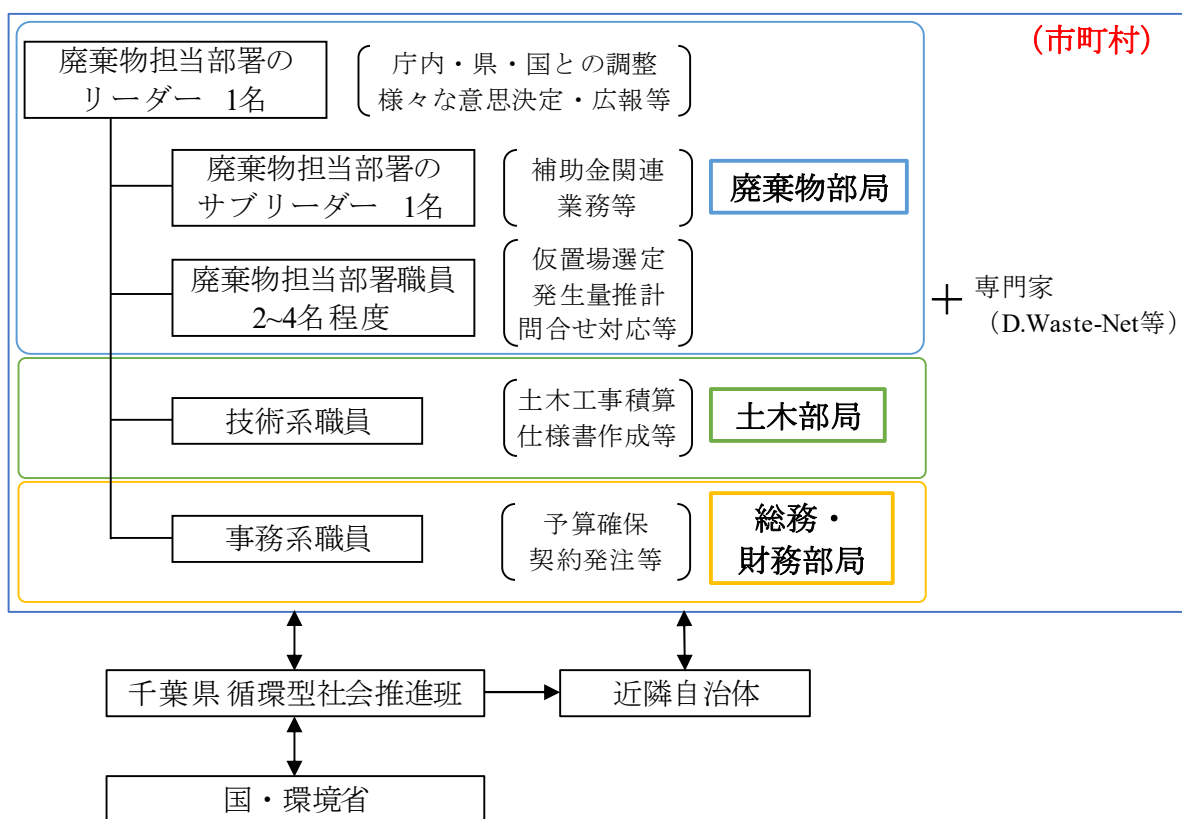 (市町村)
廃棄物担当部署の
リーダー 1名
庁内・県・国との調整
様々な意思決定・広報等
廃棄物担当部署の
サブリーダー 1名
補助金関連
業務等
廃棄物部局
廃棄物担当部署職員
2~4名程度
仮置場選定
発生量推計
問合せ対応等
＋
専門家
（D.Waste-Net等）
技術系職員
土木工事積算
仕様書作成等
土木部局
事務系職員
予算確保
契約発注等
総務・
財務部局
千葉県 循環型社会推進班
近隣自治体
国・環境省